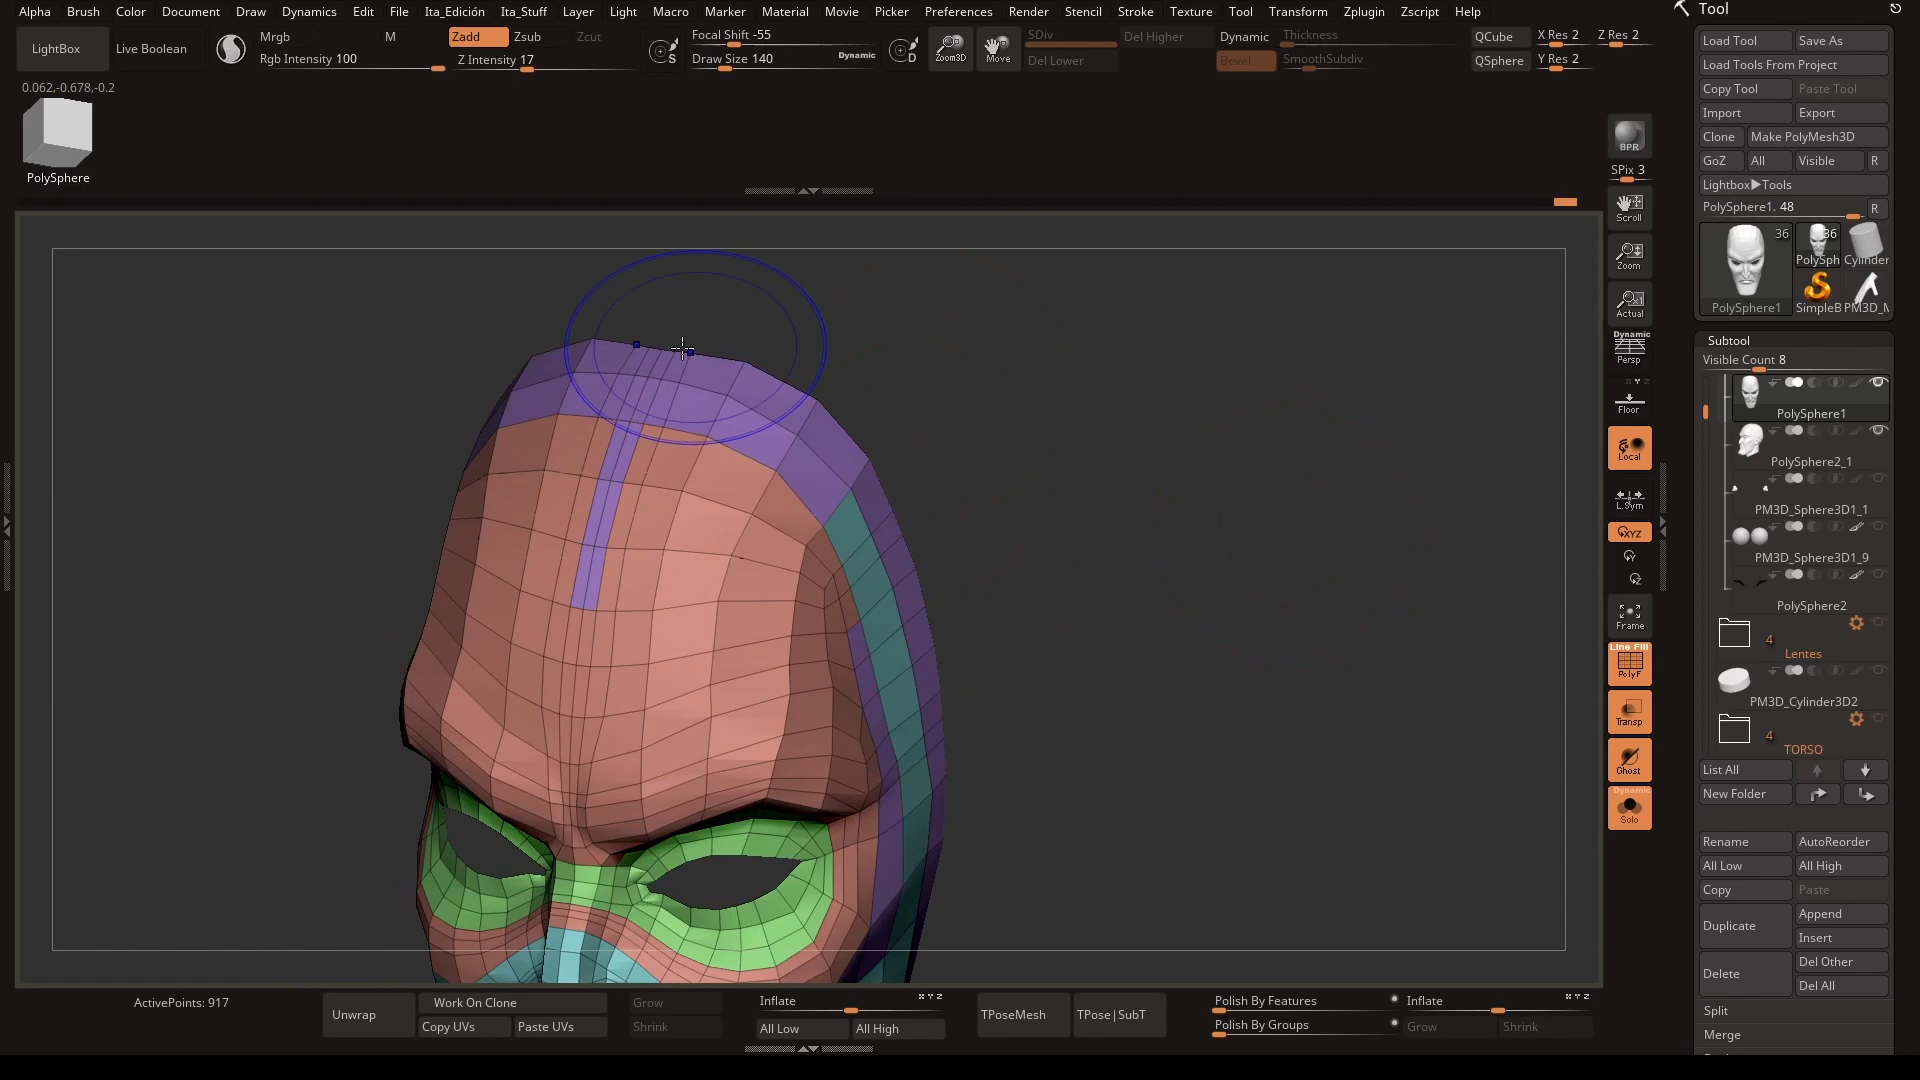 Alpha Brush Color Document Draw Dynamics Edit File Ita_Edición Ita_Stuff Layer Light Macro Marker Material Movie Picker Preferences Render Stencil Stroke Texture Tool Transform Zplugin Zscript Help
LightBox Live Boolean
Mrgb M Zadd Zsub Zcut
Rgb Intensity 100 Z Intensity 17
Focal Shift -55
Draw Size 140 Dynamic
S
D
Zoom3D Move
SDiv Del Higher
Del Lower
Dynamic Thickness
Bevel SmoothSubdiv
QCube X Res 2 Z Res 2
QSphere Y Res 2
0.062,-0.678,-0.2
PolySphere
BPR
SPix 3
Scroll
Zoom
Actual
Dynamic
Persp
Floor
Local
L.Sym
XYZ
Y
Z
Frame
Line Fill
PolyF
Transp
Ghost
Dynamic
Solo
Tool
Load Tool Save As
Load Tools From Project
Copy Tool Paste Tool
Import Export
Clone Make PolyMesh3D
GoZ All Visible R
Lightbox▶Tools
PolySphere1. 48 R
36 36
PolySph Cylinder
PolySphere1 SimpleB PM3D_M
Subtool
Visible Count 8
PolySphere1
PolySphere2_1
PM3D_Sphere3D1_1
PM3D_Sphere3D1_9
PolySphere2
4
Lentes
PM3D_Cylinder3D2
4
TORSO
List All
New Folder
Rename AutoReorder
All Low All High
Copy Paste
Duplicate Append
Insert
Delete Del Other
Del All
Split
Merge
ActivePoints: 917
Unwrap
Work On Clone
Copy UVs Paste UVs
Grow
Shrink
Inflate X Y Z
All Low All High
TPoseMesh TPose|SubT
Polish By Features
Polish By Groups
Inflate X Y Z
Grow Shrink